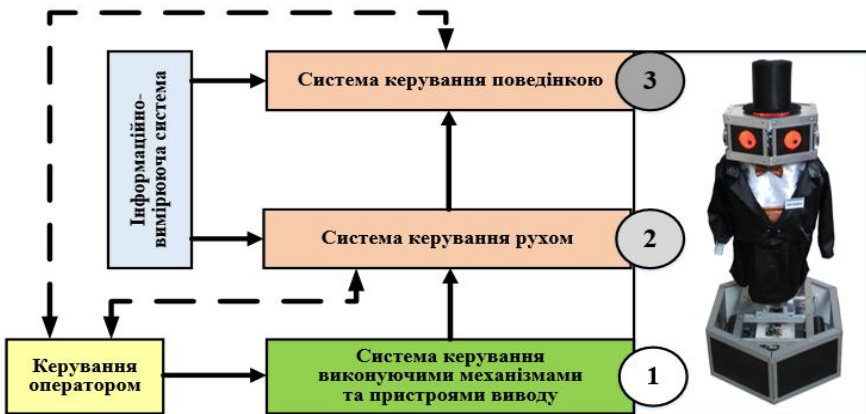 Інформаційно-
вимірююча система
Система керування поведінкою
3
Система керування рухом
2
Керування
оператором
Система керування
виконуючими механізмами
та пристроями виводу
1